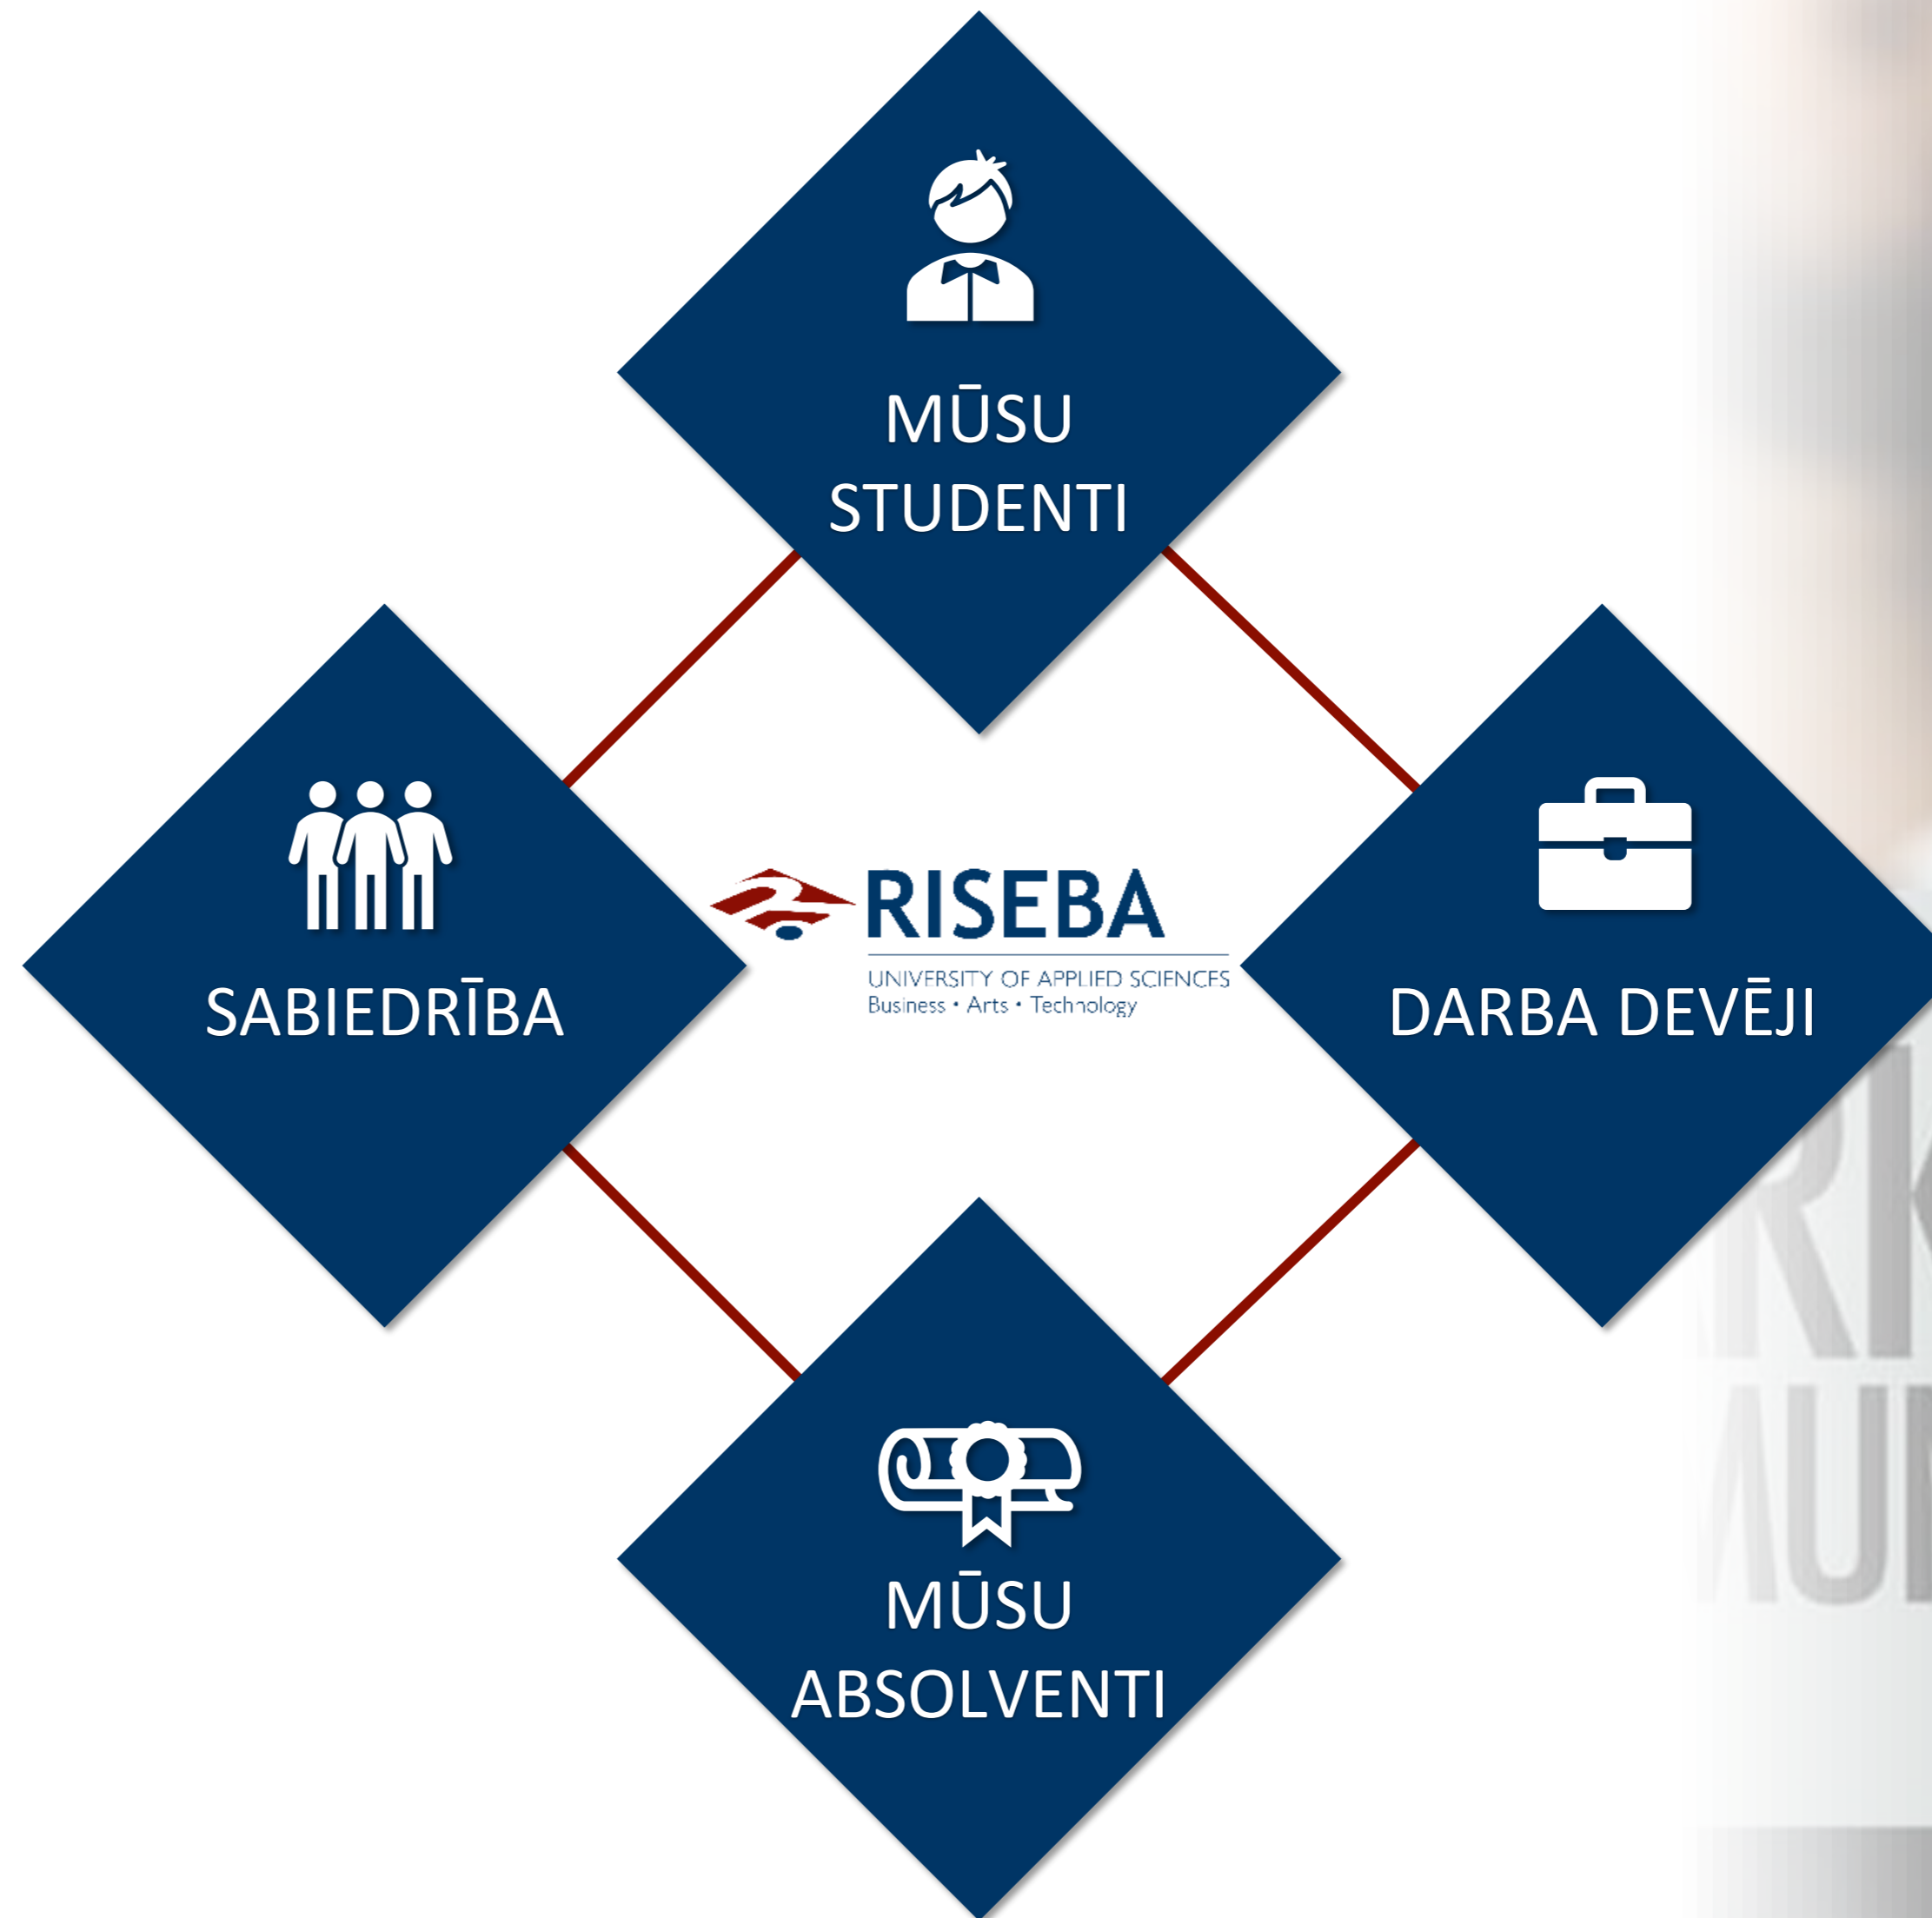 MŪSU
STUDENTI
SABIEDRĪBA
RISEBA
UNIVERSITY OF APPLIED SCIENCES
Business • Arts • Technology
DARBA DEVĒJI
MŪSU
ABSOLVENTI